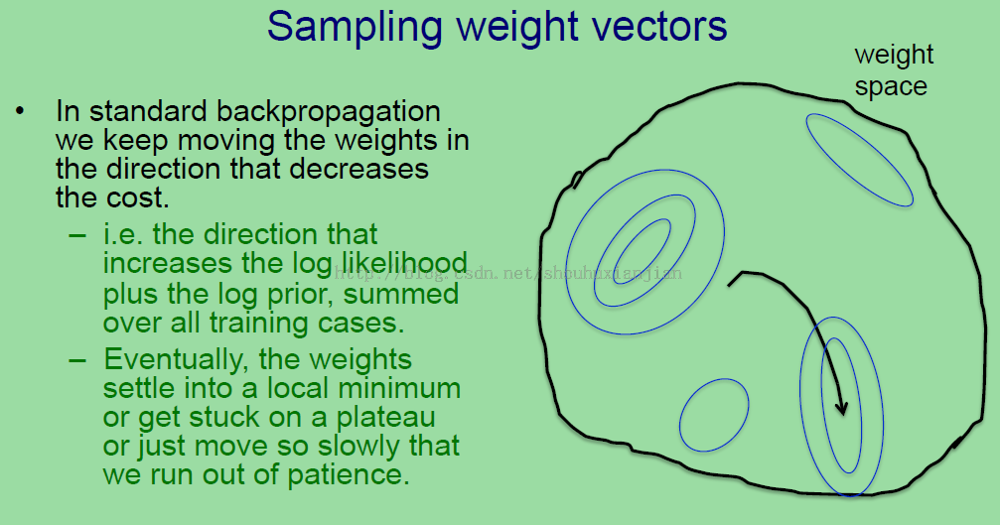 Sampling weight vectors
weight
space
• In standard backpropagation
we keep moving the weights in
the direction that decreases
the cost.
– i.e. the direction that
increases the log likelihood
plus the log prior, summed
over all training cases.
– Eventually, the weights
settle into a local minimum
or get stuck on a plateau
or just move so slowly that
we run out of patience.
http://blog.csdn.net/shouhuxianjian